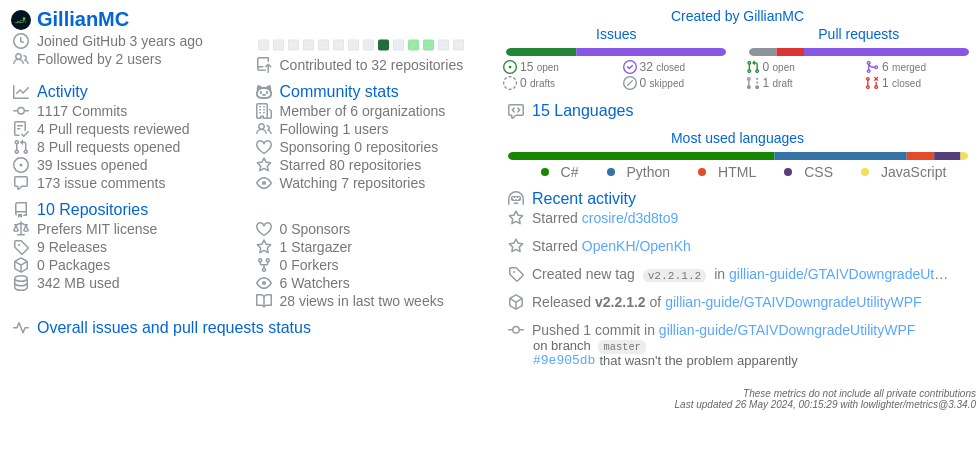 GillianMC
Joined GitHub 3 years ago
Followed by 2 users
Contributed to 32 repositories
Activity
1117 Commits
4 Pull requests reviewed
8 Pull requests opened
39 Issues opened
173 issue comments
Community stats
Member of 6 organizations
Following 1 users
Sponsoring 0 repositories
Starred 80 repositories
Watching 7 repositories
10 Repositories
Prefers MIT license
9 Releases
0 Packages
342 MB used
0 Sponsors
1 Stargazer
0 Forkers
6 Watchers
28 views in last two weeks
Overall issues and pull requests status
Created by GillianMC
Issues
15 open
32 closed
0 drafts
0 skipped
Pull requests
0 open
6 merged
1 draft
1 closed
15 Languages
Most used languages
C# Python HTML CSS JavaScript
Recent activity
Starred crosire/d3d8to9
Starred OpenKH/OpenKh
Created new tag v2.2.1.2 in gillian-guide/GTAIVDowngradeUt…
Released v2.2.1.2 of gillian-guide/GTAIVDowngradeUtilityWPF
Pushed 1 commit in gillian-guide/GTAIVDowngradeUtilityWPF
on branch master
#9e905db that wasn't the problem apparently
These metrics do not include all private contributions
Last updated 26 May 2024, 00:15:29 with lowlighter/metrics@3.34.0